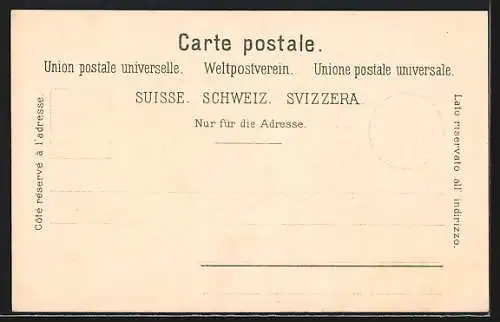 Carte postale.
Union postale universelle. Weltpostverein. Unione postale universale.
SUISSE. SCHWEIZ. SVIZZERA.
Nur für die Adresse.
Côté réservé à l'adresse.
Lato riservato all' indirizzo.